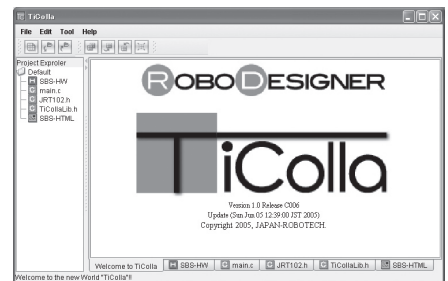 TiColla
File Edit Tool Help
Project Exproler
Default
SBS-HW
main.c
JRT102.h
TiCollaLib.h
SBS-HTML
ROBODESIGNER
TiColla
Version 1.0 Release C006
Update (Sun Jun 05 12:39:00 JST 2005)
Copyright 2005, JAPAN-ROBOTECH.
Welcome to TiColla SBS-HW main.c JRT102.h TiCollaLib.h SBS-HTML
Welcome to the new World "TiColla"!!